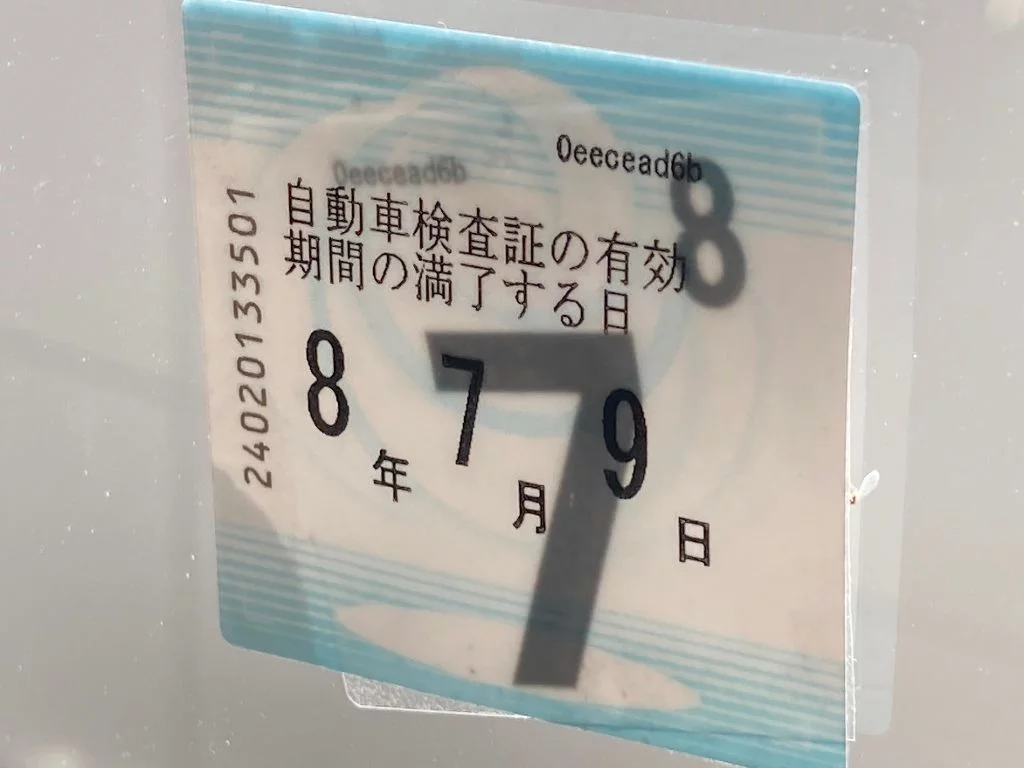 0eecead6b
0eecead6b
8
自動車検査証の有効
期間の満了する日
8年7月9日
7
240201333501